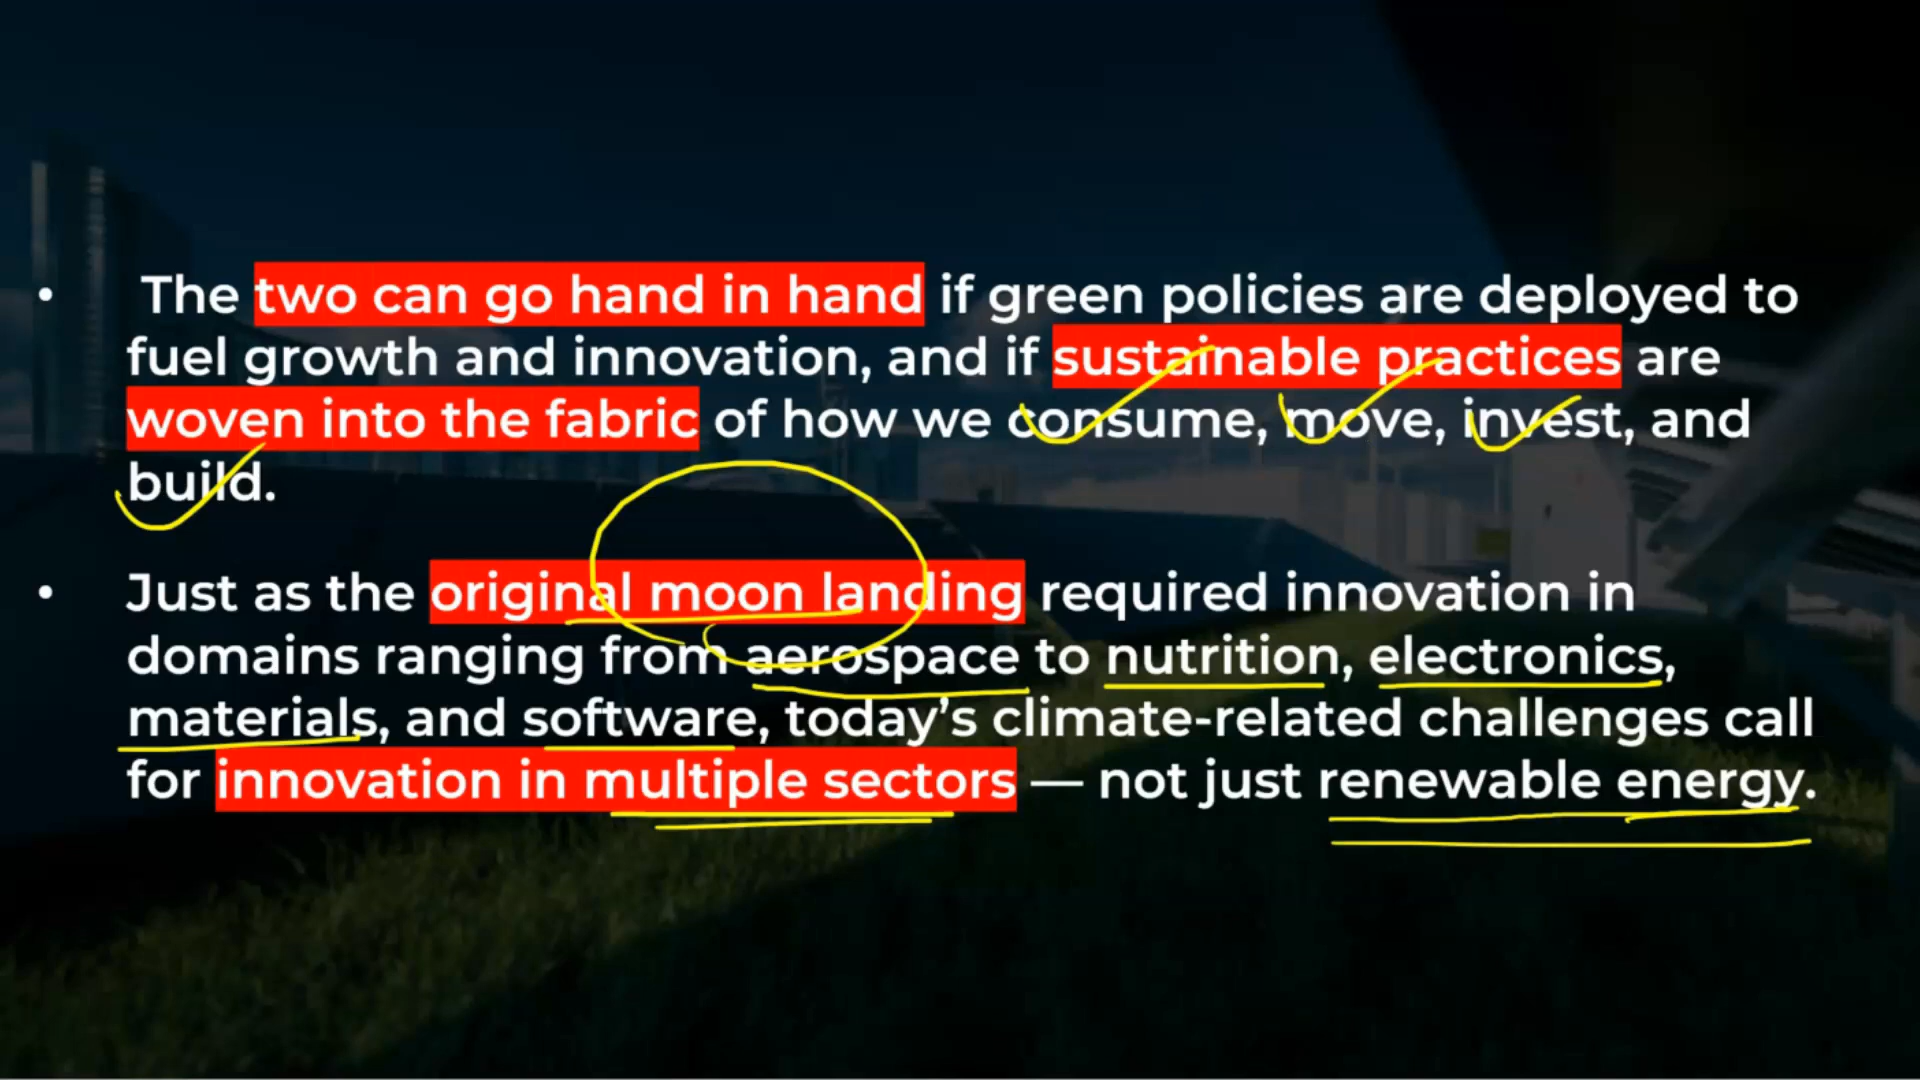 • The two can go hand in hand if green policies are deployed to
fuel growth and innovation, and if sustainable practices are
woven into the fabric of how we consume, move, invest, and
build.
• Just as the original moon landing required innovation in
domains ranging from aerospace to nutrition, electronics,
materials, and software, today’s climate-related challenges call
for innovation in multiple sectors — not just renewable energy.